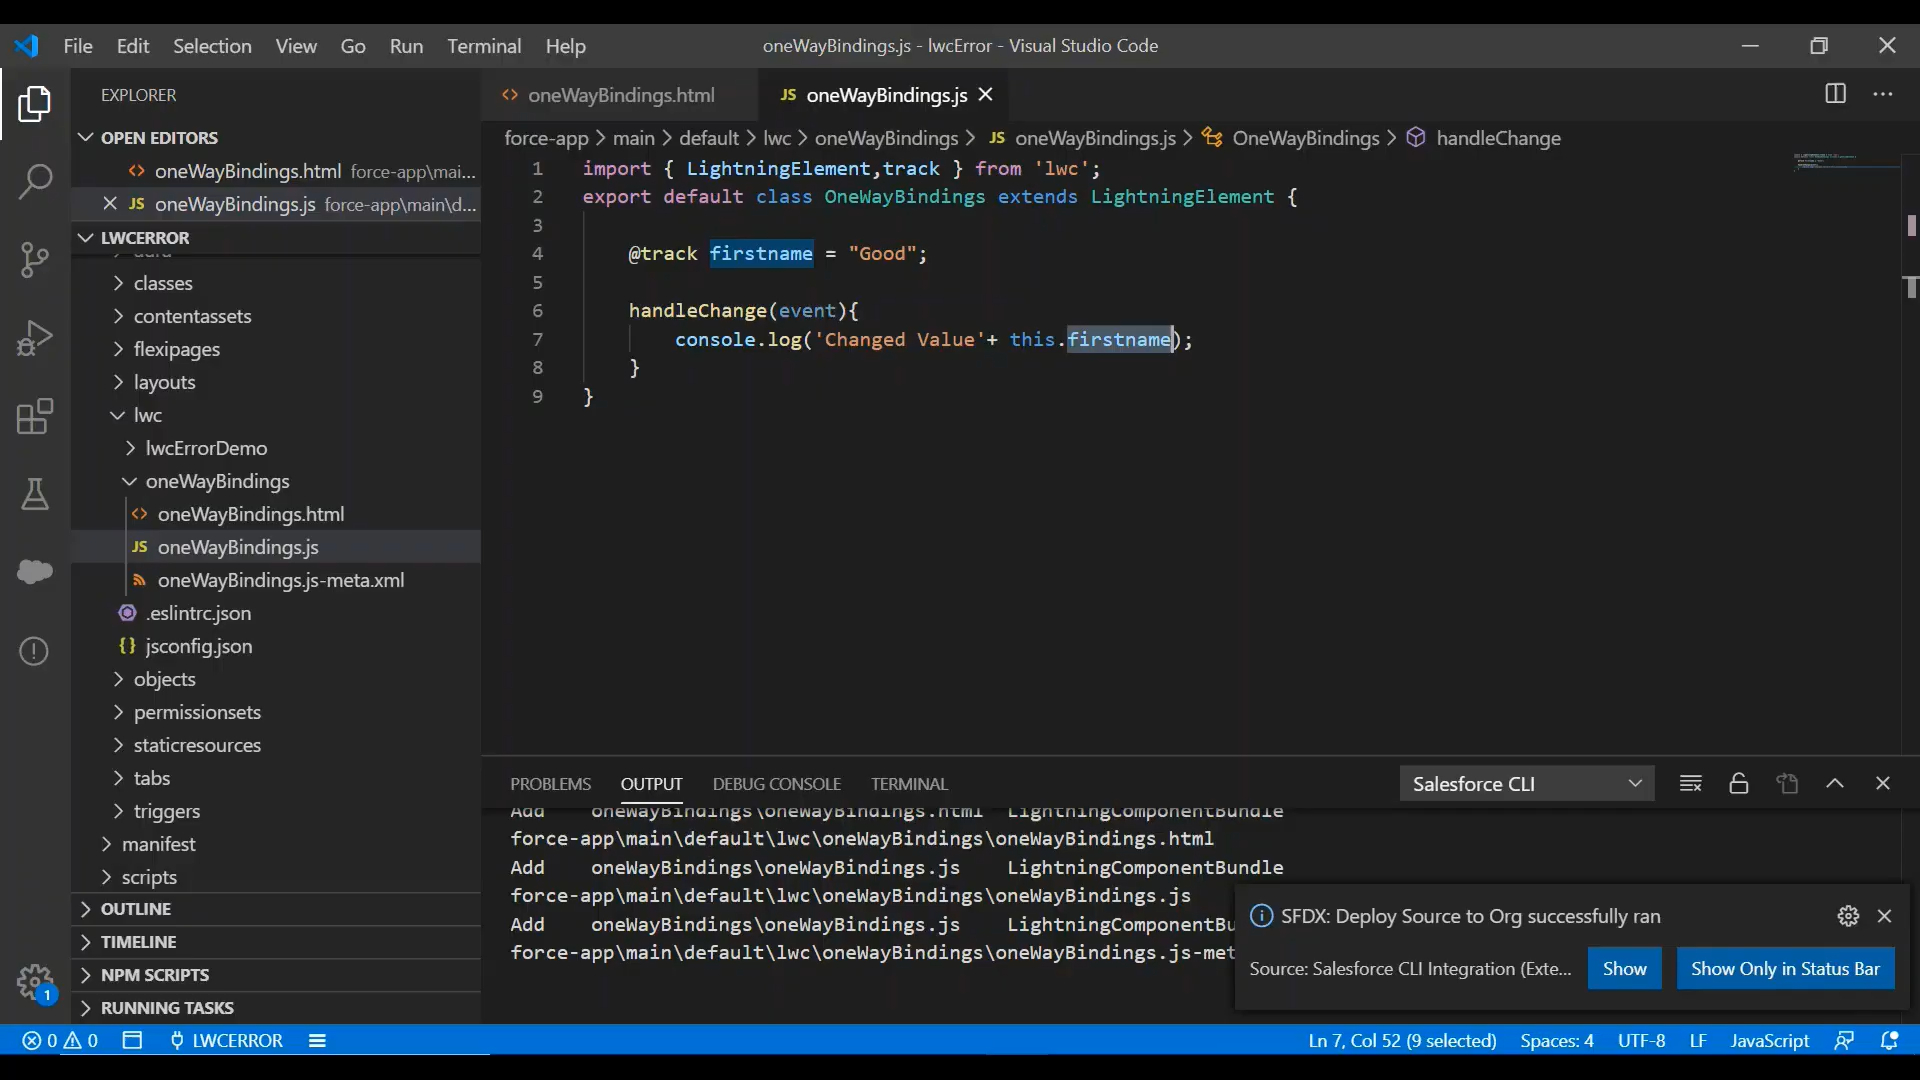 File Edit Selection View Go Run Terminal Help oneWayBindings.js - lwcError - Visual Studio Code
EXPLORER
OPEN EDITORS
oneWayBindings.html force-app\mai...
JS oneWayBindings.js force-app\main\d...
LWCERROR
classes
contentassets
flexipages
layouts
lwc
lwcErrorDemo
oneWayBindings
oneWayBindings.html
JS oneWayBindings.js
oneWayBindings.js-meta.xml
.eslintrc.json
{} jsconfig.json
objects
permissionsets
staticresources
tabs
triggers
manifest
scripts
OUTLINE
TIMELINE
NPM SCRIPTS
RUNNING TASKS
1
oneWayBindings.html JS oneWayBindings.js
force-app > main > default > lwc > oneWayBindings > JS oneWayBindings.js > OneWayBindings > handleChange
1 import { LightningElement,track } from 'lwc';
2 export default class OneWayBindings extends LightningElement {
3
4 @track firstname = "Good";
5
6 handleChange(event){
7 console.log('Changed Value'+ this.firstname);
8 }
9 }
PROBLEMS OUTPUT DEBUG CONSOLE TERMINAL Salesforce CLI
Add oneWayBindings\oneWayBindings.html LightningComponentBundle
force-app\main\default\lwc\oneWayBindings\oneWayBindings.html
Add oneWayBindings\oneWayBindings.js LightningComponentBundle
force-app\main\default\lwc\oneWayBindings\oneWayBindings.js
Add oneWayBindings\oneWayBindings.js LightningComponentBu
force-app\main\default\lwc\oneWayBindings\oneWayBindings.js-met
SFDX: Deploy Source to Org successfully ran
Source: Salesforce CLI Integration (Exte... Show Show Only in Status Bar
0 0 LWCERROR Ln 7, Col 52 (9 selected) Spaces: 4 UTF-8 LF JavaScript